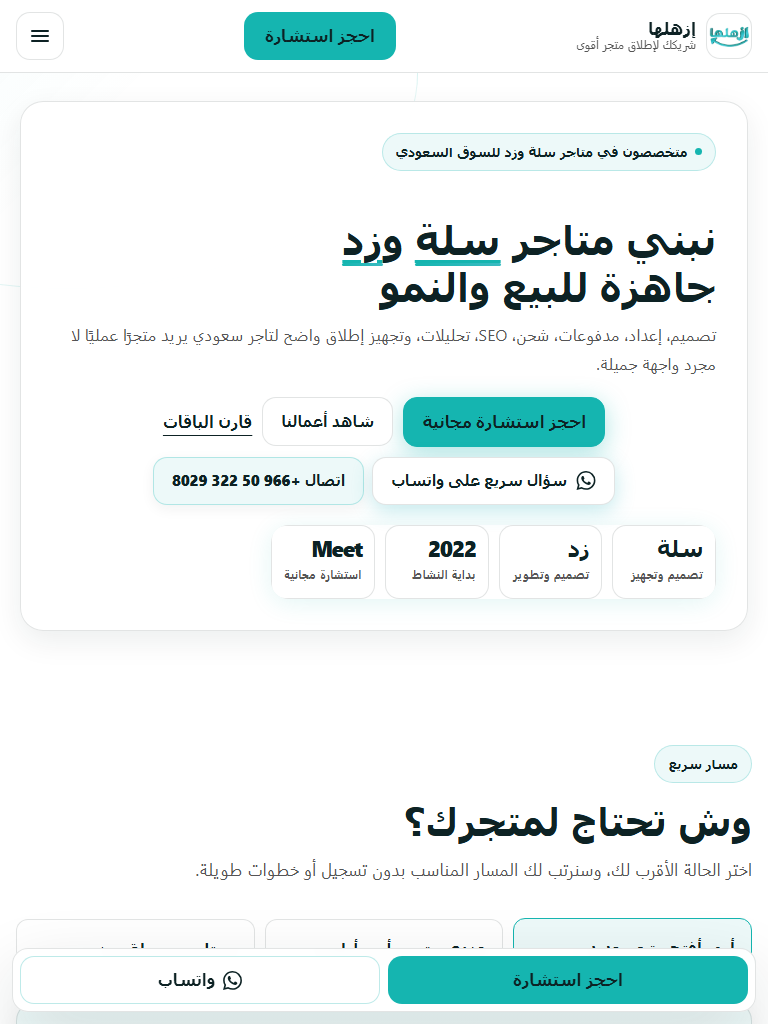 إزهلها
إزهلها
شريكك لإطلاق متجر أقوى
احجز استشارة
متخصصون في متاجر سلة وزد للسوق السعودي
نبني متاجر سلة وزد
جاهزة للبيع والنمو
تصميم، إعداد، مدفوعات، شحن، SEO، تحليلات، وتجهيز إطلاق واضح لتاجر سعودي يريد متجرًا عمليًا لا
مجرد واجهة جميلة.
احجز استشارة مجانية
شاهد أعمالنا
قارن الباقات
سؤال سريع على واتساب
اتصال +966 50 322 8029
سلة
تصميم وتجهيز
زد
تصميم وتطوير
2022
بداية النشاط
Meet
استشارة مجانية
مسار سريع
وش تحتاج لمتجرك؟
اختر الحالة الأقرب لك، وسنرتب لك المسار المناسب بدون تسجيل أو خطوات طويلة.
احجز استشارة
واتساب